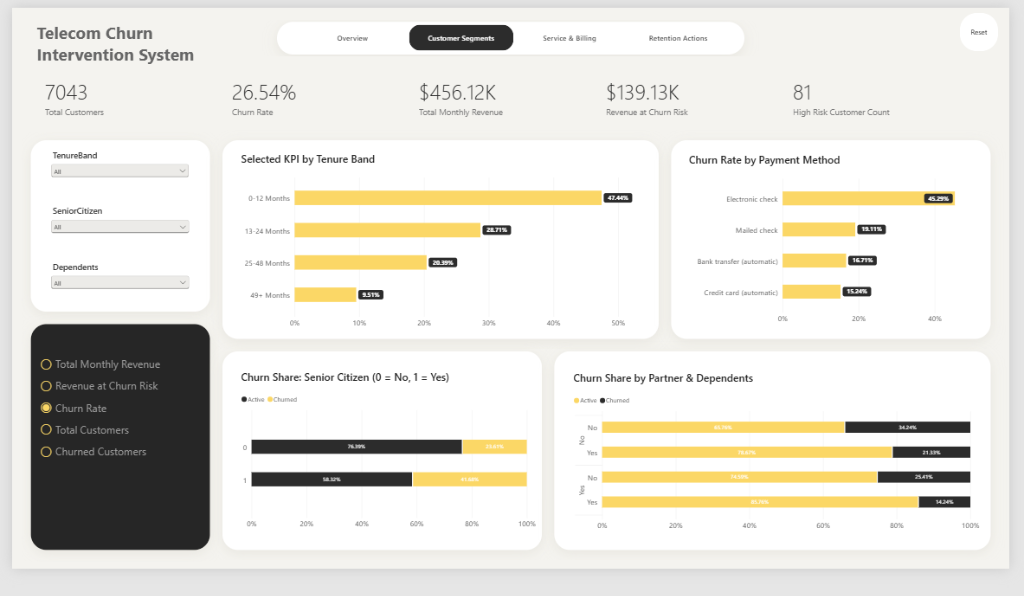 Telecom Churn
Intervention System
Overview
Customer Segments
Service & Billing
Retention Actions
Reset
7043
Total Customers
26.54%
Churn Rate
$456.12K
Total Monthly Revenue
$139.13K
Revenue at Churn Risk
81
High Risk Customer Count
TenureBand
All
SeniorCitizen
All
Dependents
All
Total Monthly Revenue
Revenue at Churn Risk
Churn Rate
Total Customers
Churned Customers
Selected KPI by Tenure Band
0-12 Months 47.44%
13-24 Months 28.71%
25-48 Months 20.39%
49+ Months 9.51%
0% 10% 20% 30% 40% 50%
Churn Rate by Payment Method
Electronic check 45.29%
Mailed check 19.11%
Bank transfer (automatic) 16.71%
Credit card (automatic) 15.24%
0% 20% 40%
Churn Share: Senior Citizen (0 = No, 1 = Yes)
Active Churned
0 76.39%
1 58.32%
0% 20% 40% 60% 80% 100%
Churn Share by Partner & Dependents
Active Churned
No
No 34.24%
Yes 21.33%
Yes
No 25.41%
Yes 14.24%
0% 20% 40% 60% 80% 100%